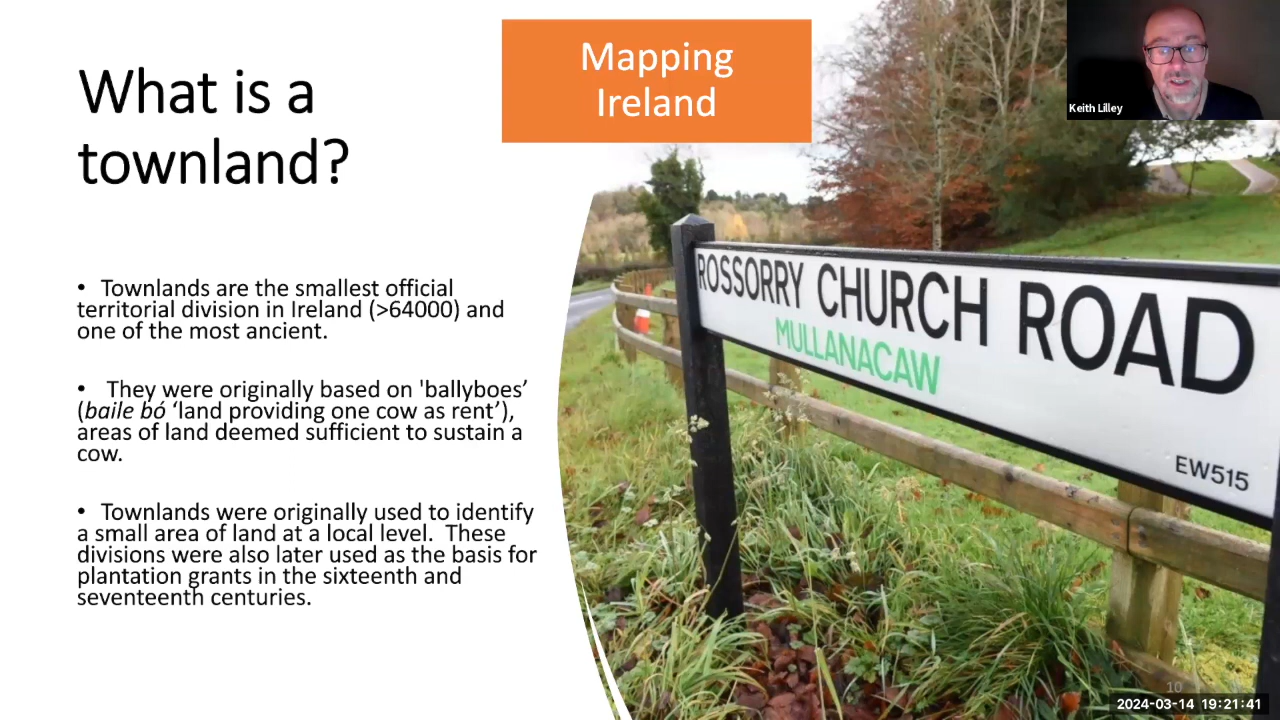 What is a
townland?
Mapping
Ireland
Keith Lilley
• Townlands are the smallest official
territorial division in Ireland (>64000) and
one of the most ancient.
• They were originally based on 'ballyboes’
(baile bó ‘land providing one cow as rent’),
areas of land deemed sufficient to sustain a
cow.
• Townlands were originally used to identify
a small area of land at a local level. These
divisions were also later used as the basis for
plantation grants in the sixteenth and
seventeenth centuries.
ROSSORRY CHURCH ROAD
MULLANACAW
EW515
10
2024-03-14 19:21:41